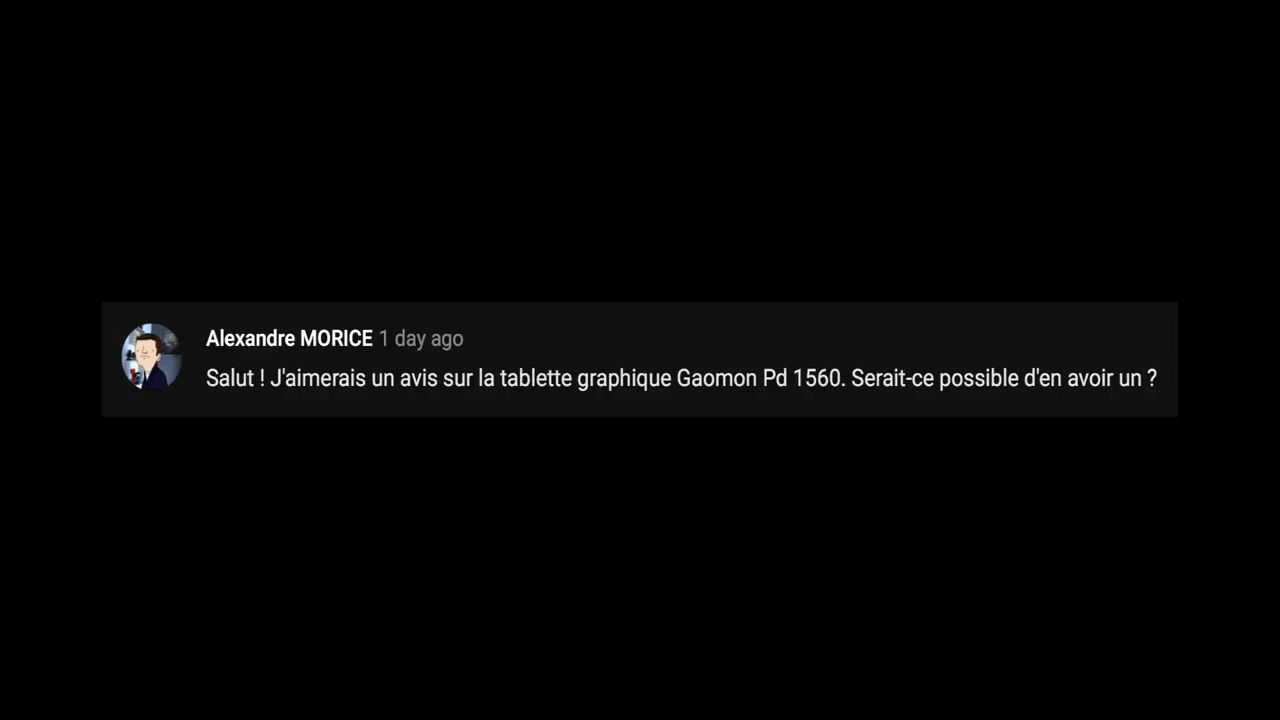 Alexandre MORICE 1 day ago
Salut ! J'aimerais un avis sur la tablette graphique Gaomon Pd 1560. Serait-ce possible d'en avoir un ?